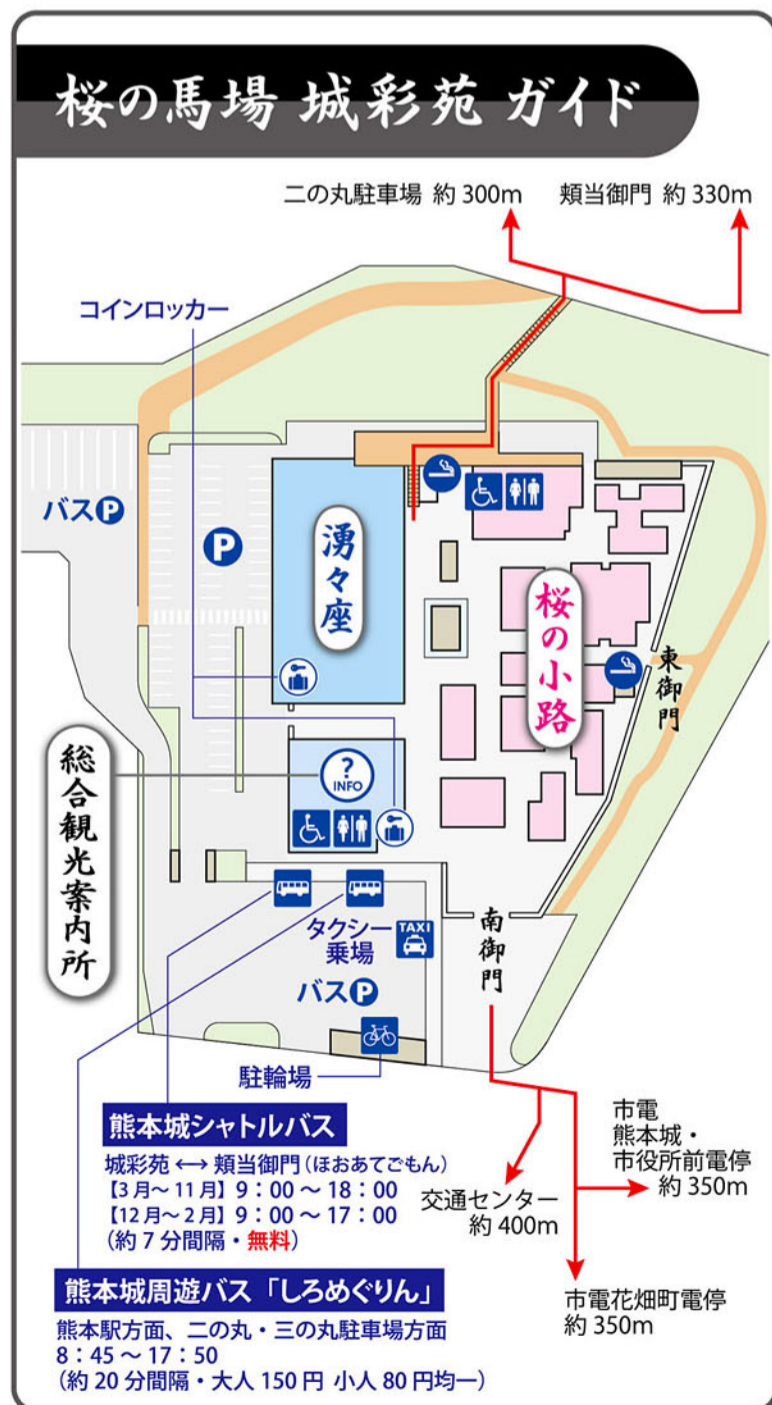 桜の馬場 城彩苑 ガイド
二の丸駐車場 約300m
頬当御門 約330m
コインロッカー
バスP
P
湧々座
桜の小路
東御門
総合観光案内所
?
INFO
TAXI
タクシー
乗場
バスP
南御門
駐輪場
熊本城シャトルバス
城彩苑 ⟷ 頬当御門(ほおあてごもん)
【3月〜11月】9:00〜18:00
【12月〜2月】9:00〜17:00
(約7分間隔・無料)
熊本城周遊バス「しろめぐりん」
熊本駅方面、二の丸・三の丸駐車場方面
8:45〜17:50
(約20分間隔・大人150円 小人80円均一)
交通センター
約400m
市電
熊本城・
市役所前電停
約350m
市電花畑町電停
約350m